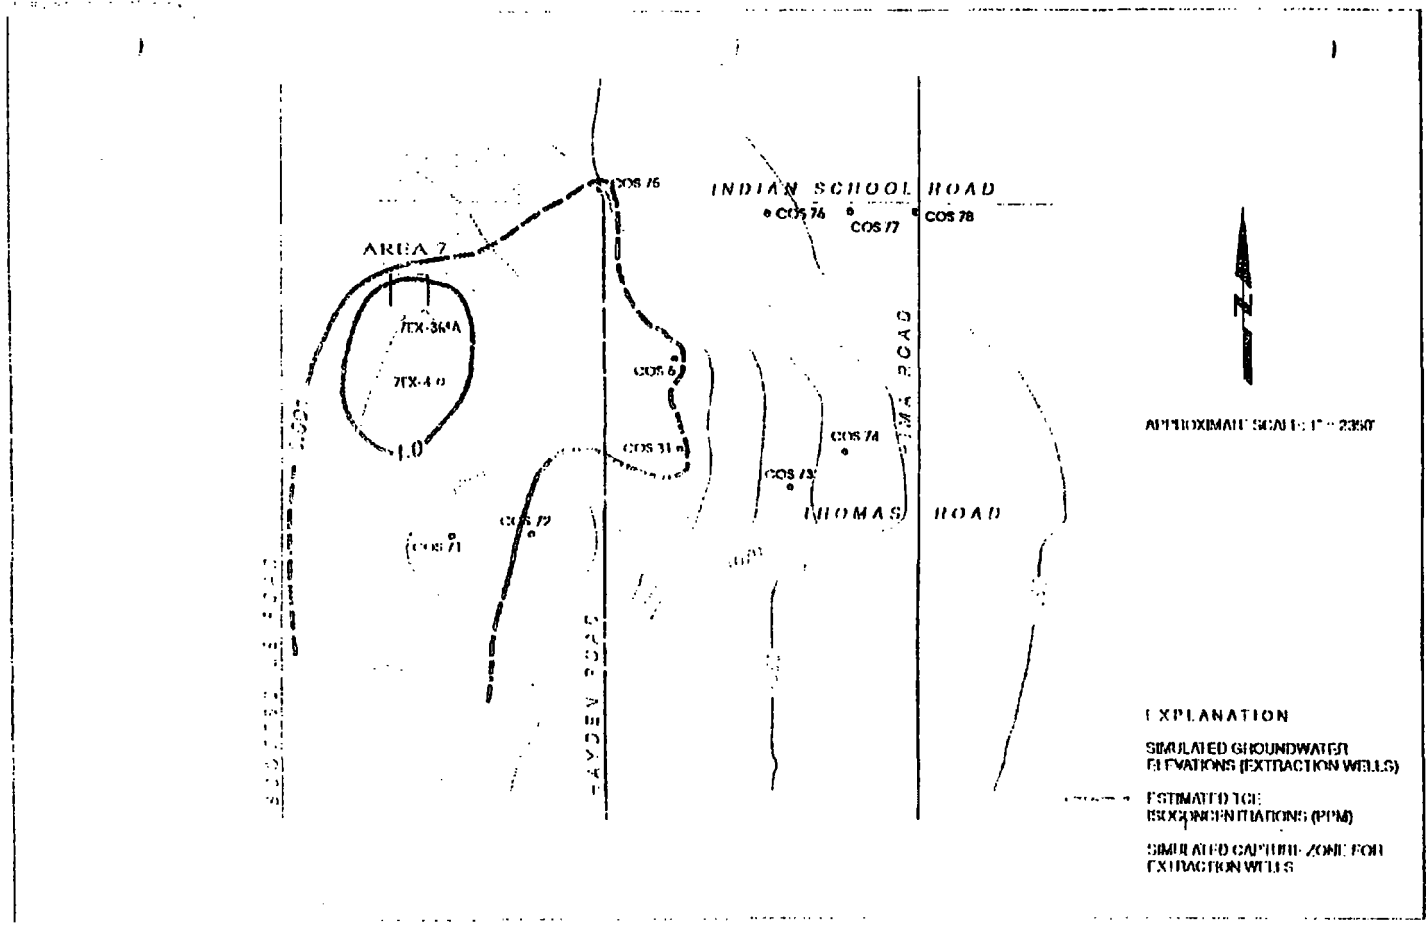 COS 75
INDIAN SCHOOL ROAD
COS 76
COS 77
COS 78
AREA 7
7EX-3MA
COS 6
PIMA ROAD
APPROXIMATE SCALE: 1" = 2350'
1.0
COS 31
COS 74
COS 73
THOMAS ROAD
COS 72
COS 71
HAYDEN ROAD
N
EXPLANATION
SIMULATED GROUNDWATER
ELEVATIONS (EXTRACTION WELLS)
ESTIMATED TCE
ISOCONCENTRATIONS (PPM)
SIMULATED CAPTURE ZONE FOR
EXTRACTION WELLS